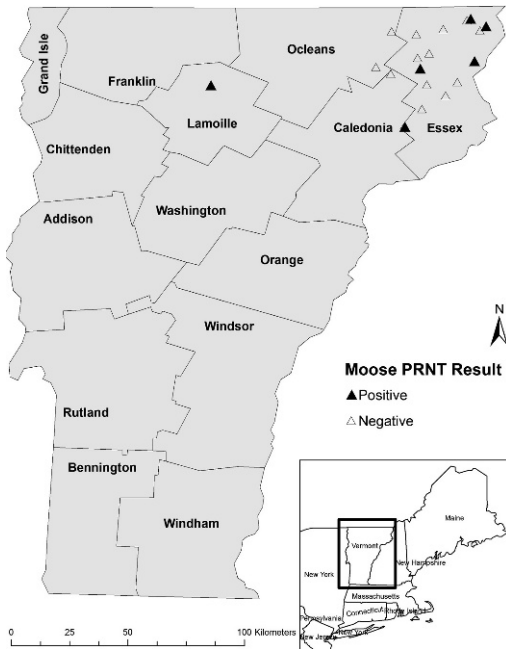 Grand Isle
Franklin
Ocleans
Lamoille
Caledonia
Essex
Chittenden
Washington
Addison
Orange
Windsor
N
Moose PRNT Result
Positive
Negative
Rutland
Bennington
Windham
Maine
Vermont
New Hampshire
New York
Massachusetts
Connecticut
Rhode Island
Pennsylvania
New Jersey
New York
0 25 50 100 Kilometers